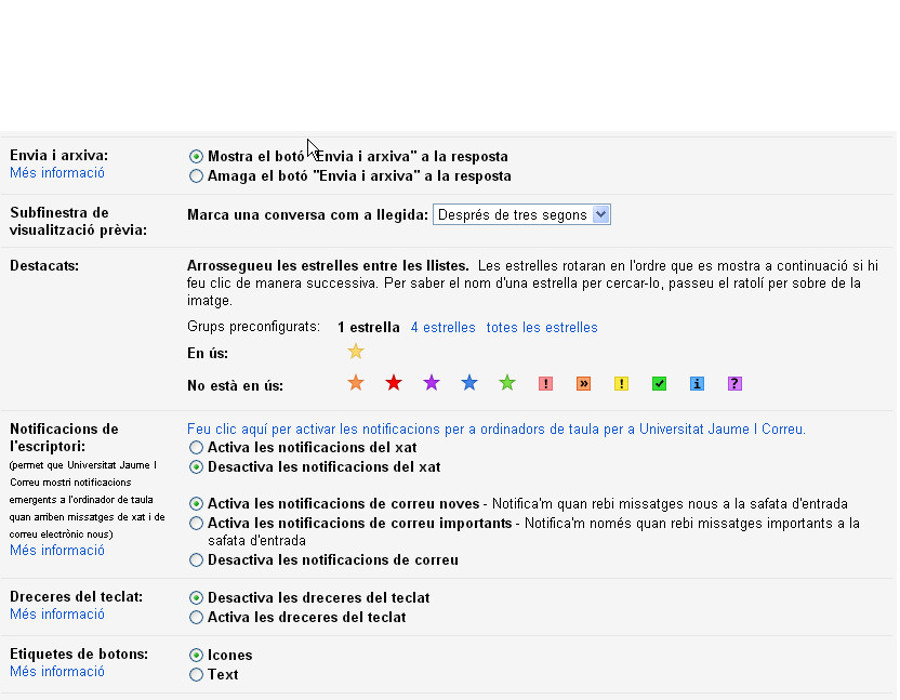 Envia i arxiva:
Més informació
Mostra el botó "Envia i arxiva" a la resposta
Amaga el botó "Envia i arxiva" a la resposta
Subfinestra de
visualització prèvia:
Marca una conversa com a llegida: Després de tres segons
Destacats:
Arrossegueu les estrelles entre les llistes. Les estrelles rotaran en l'ordre que es mostra a continuació si hi
feu clic de manera successiva. Per saber el nom d'una estrella per cercar-lo, passeu el ratolí per sobre de la
imatge.
Grups preconfigurats: 1 estrella 4 estrelles totes les estrelles
En ús:
No està en ús:
Notificacions de
l'escriptori:
(permet que Universitat Jaume I
Correu mostri notificacions
emergents a l'ordinador de taula
quan arriben missatges de xat i de
correu electrònic nous)
Més informació
Feu clic aquí per activar les notificacions per a ordinadors de taula per a Universitat Jaume I Correu.
Activa les notificacions del xat
Desactiva les notificacions del xat
Activa les notificacions de correu noves - Notifica'm quan rebi missatges nous a la safata d'entrada
Activa les notificacions de correu importants - Notifica'm només quan rebi missatges importants a la
safata d'entrada
Desactiva les notificacions de correu
Dreceres del teclat:
Més informació
Desactiva les dreceres del teclat
Activa les dreceres del teclat
Etiquetes de botons:
Més informació
Icones
Text